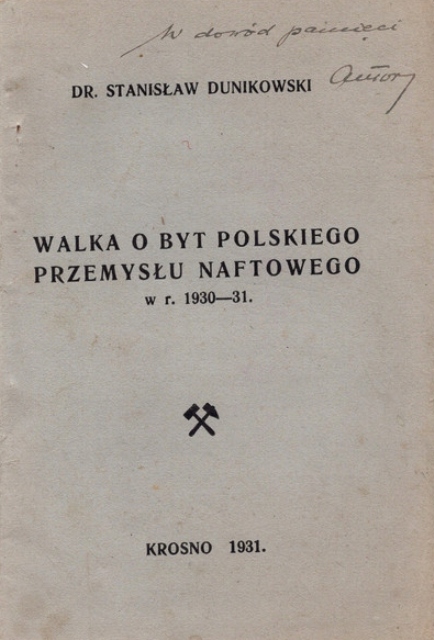 W dowód pamięci
Autor
DR. STANISŁAW DUNIKOWSKI
WALKA O BYT POLSKIEGO
PRZEMYSŁU NAFTOWEGO
w r. 1930—31.
KROSNO 1931.